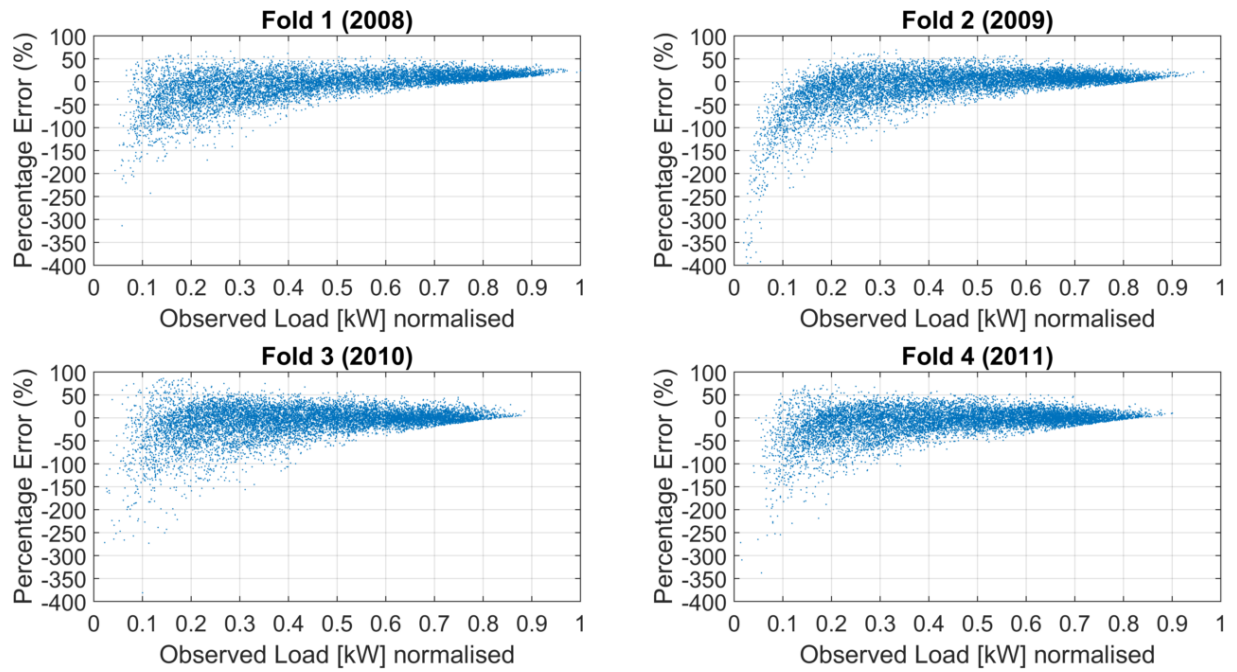 Fold 1 (2008)
Percentage Error (%)
100
50
0
-50
-100
-150
-200
-250
-300
-350
-400
0 0.1 0.2 0.3 0.4 0.5 0.6 0.7 0.8 0.9 1
Observed Load [kW] normalised
Fold 2 (2009)
Percentage Error (%)
100
50
0
-50
-100
-150
-200
-250
-300
-350
-400
0 0.1 0.2 0.3 0.4 0.5 0.6 0.7 0.8 0.9 1
Observed Load [kW] normalised
Fold 3 (2010)
Percentage Error (%)
100
50
0
-50
-100
-150
-200
-250
-300
-350
-400
0 0.1 0.2 0.3 0.4 0.5 0.6 0.7 0.8 0.9 1
Observed Load [kW] normalised
Fold 4 (2011)
Percentage Error (%)
100
50
0
-50
-100
-150
-200
-250
-300
-350
-400
0 0.1 0.2 0.3 0.4 0.5 0.6 0.7 0.8 0.9 1
Observed Load [kW] normalised